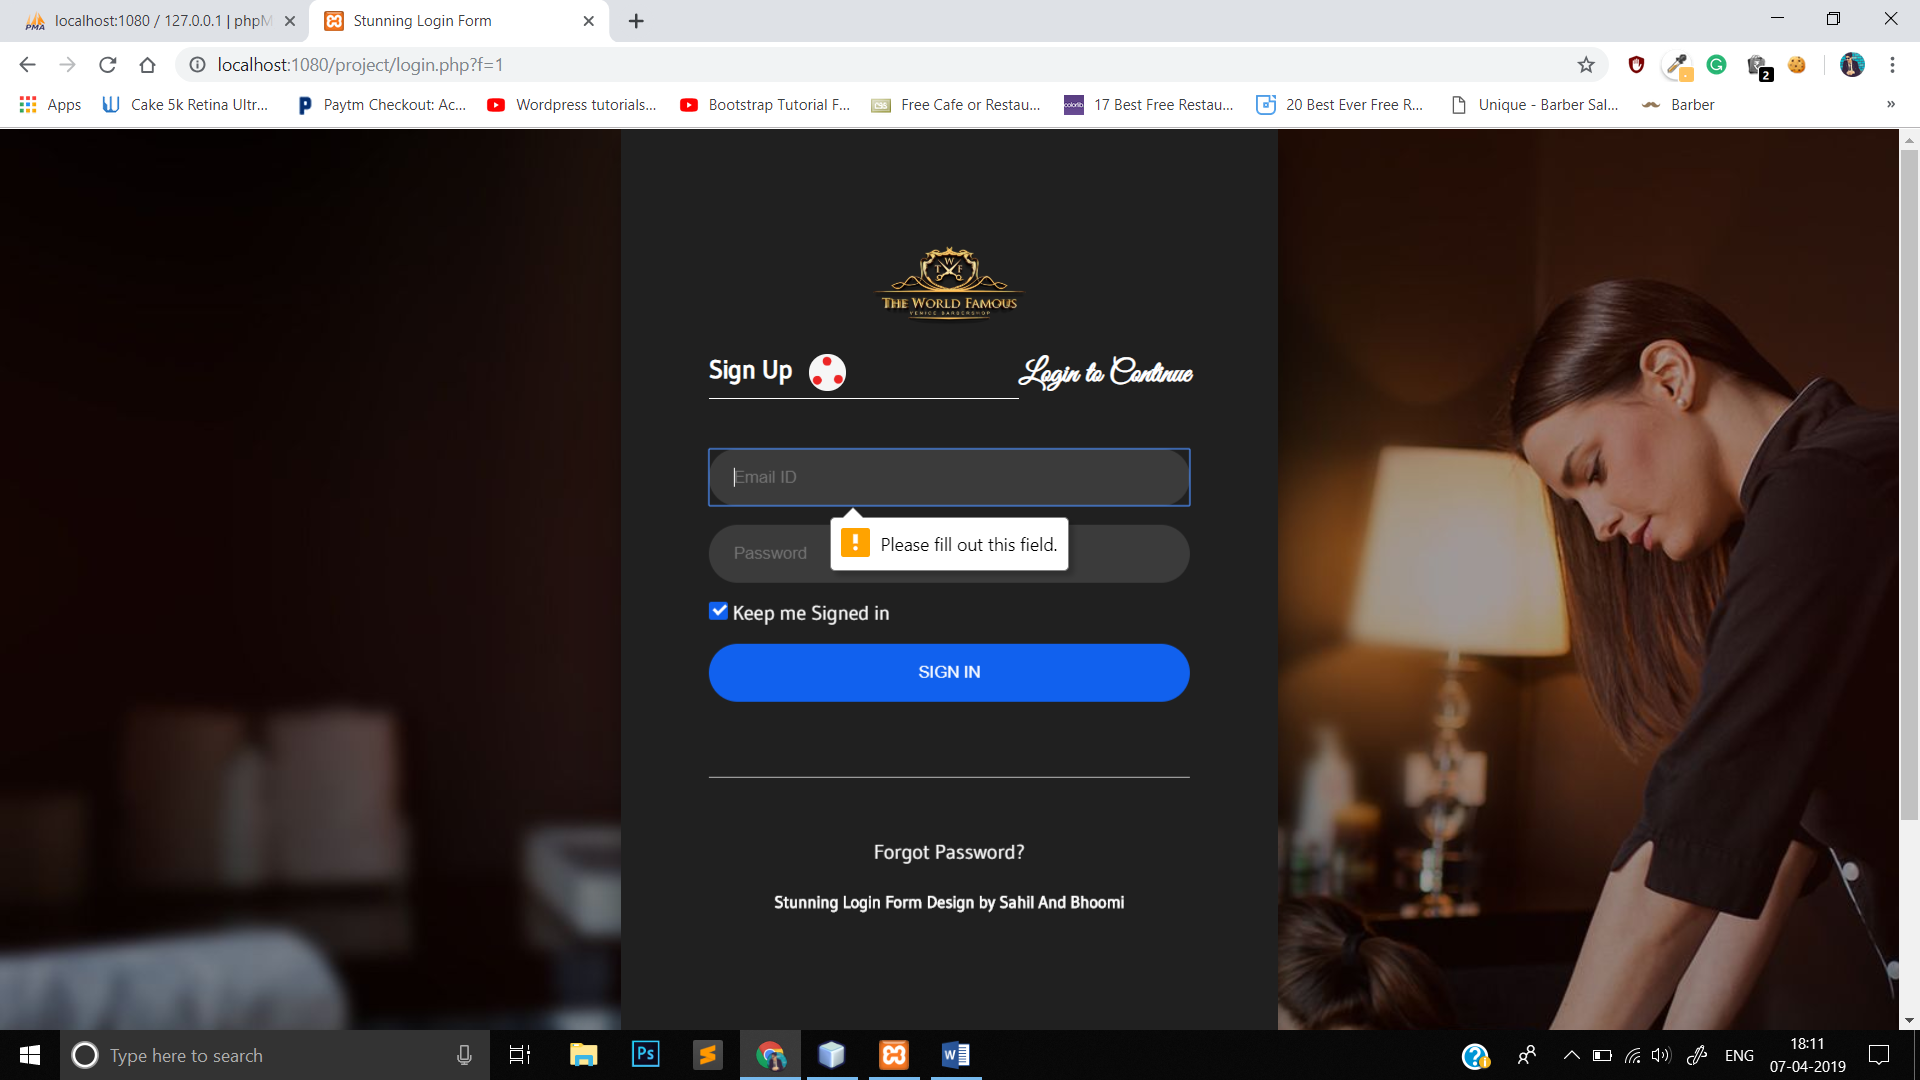 localhost:1080 / 127.0.0.1 | phpM
Stunning Login Form
localhost:1080/project/login.php?f=1
2
Apps
Cake 5k Retina Ultr...
Paytm Checkout: Ac...
Wordpress tutorials...
Bootstrap Tutorial F...
Free Cafe or Restau...
17 Best Free Restau...
20 Best Ever Free R...
Unique - Barber Sal...
Barber
»
T W F
THE WORLD FAMOUS
VENICE BARBERSHOP
Sign Up
Login to Continue
Email ID
Please fill out this field.
Password
Keep me Signed in
SIGN IN
Forgot Password?
Stunning Login Form Design by Sahil And Bhoomi
Type here to search
Ps
ENG
18:11
07-04-2019